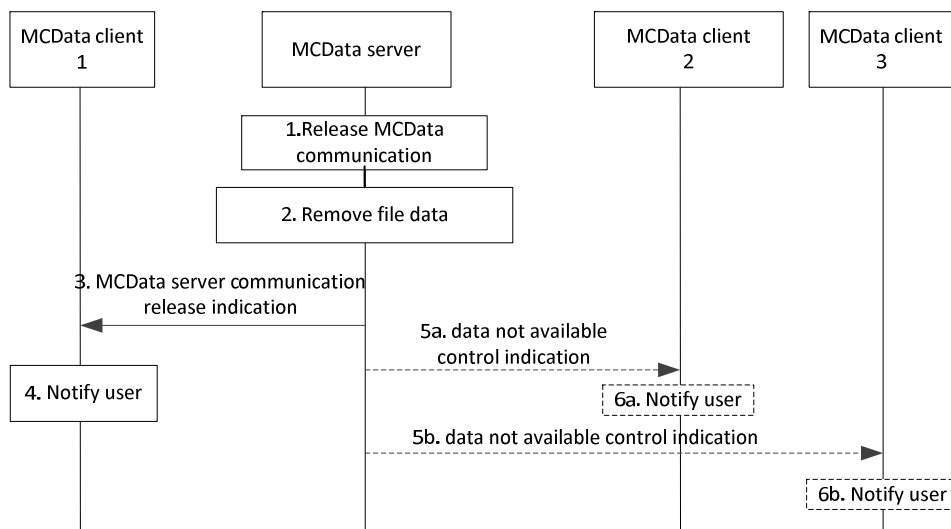 MCData client
1
MCData server
MCData client
2
MCData client
3
1.Release MCData
communication
2. Remove file data
3. MCData server communication
release indication
5a. data not available
control indication
4. Notify user
6a. Notify user
5b. data not available control indication
6b. Notify user